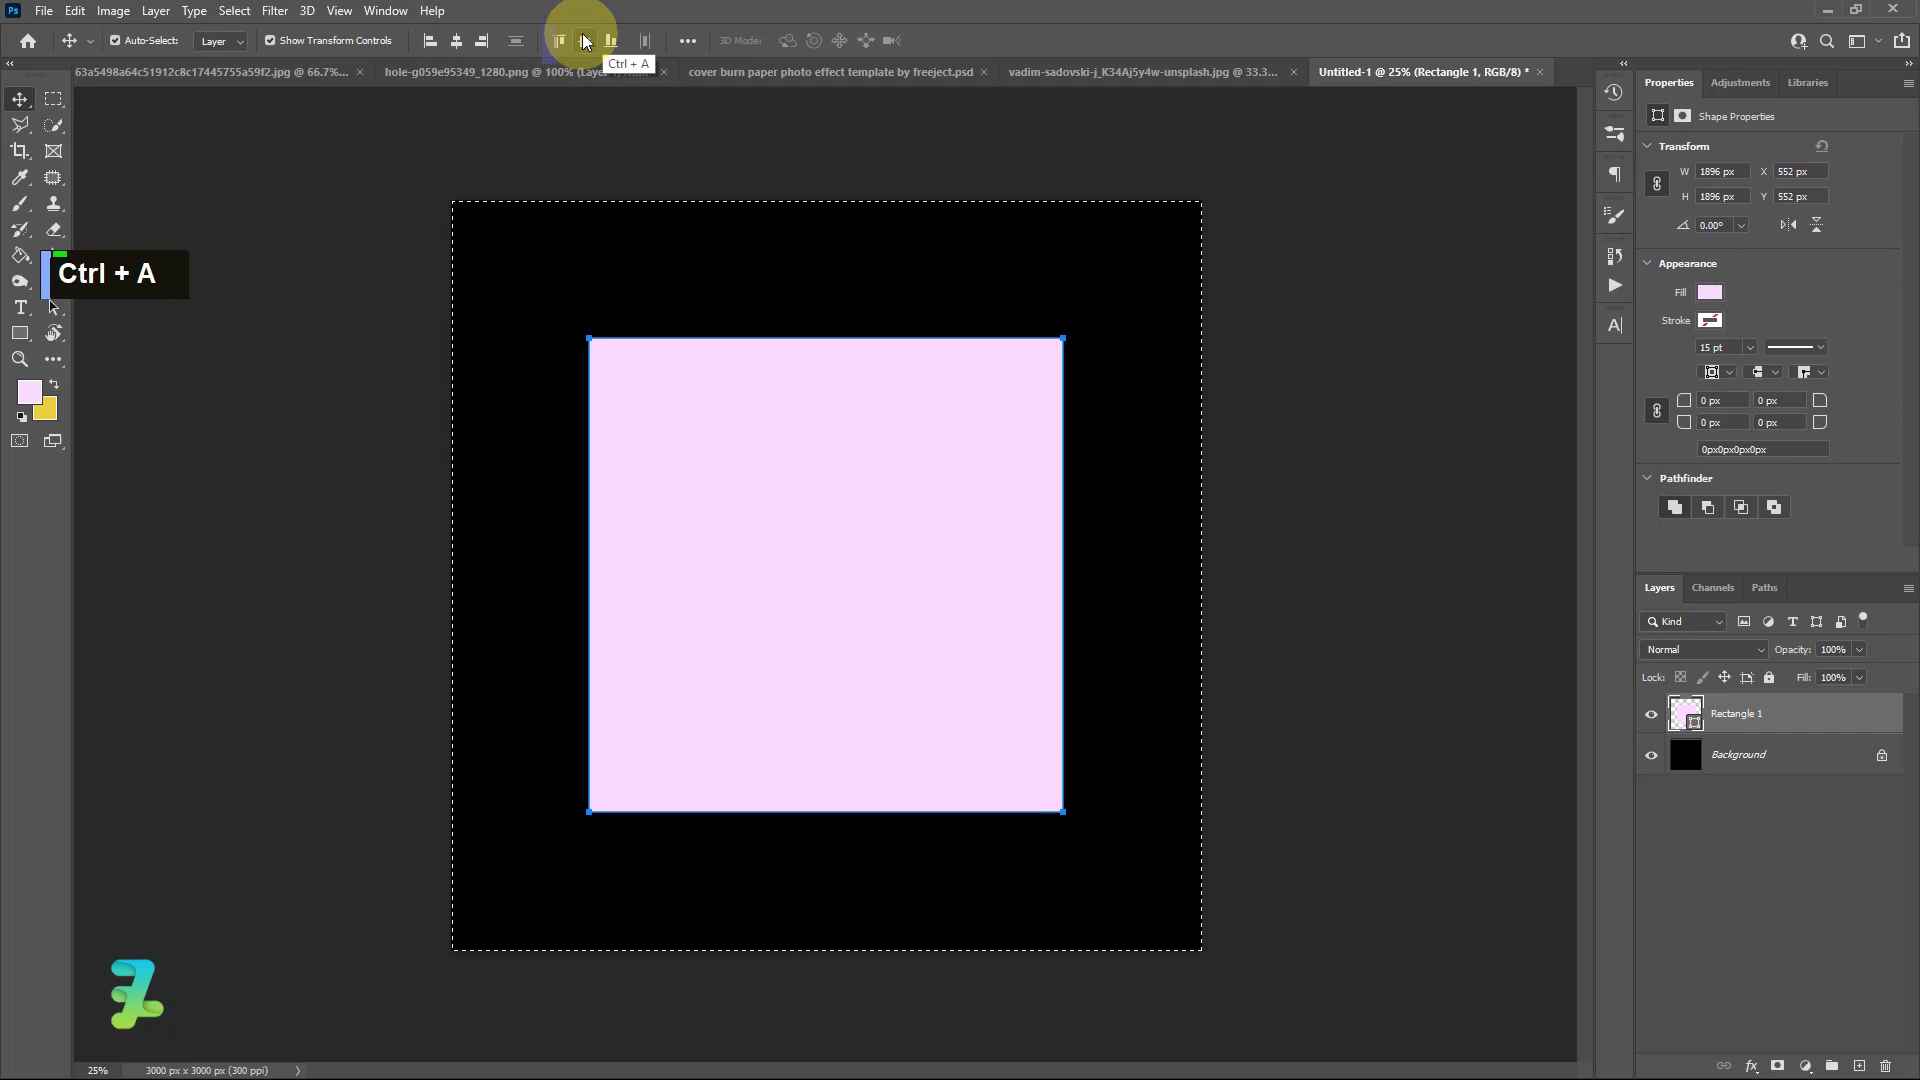 Ps File Edit Image Layer Type Select Filter 3D View Window Help
Auto-Select: Layer Show Transform Controls 3D Mode:
Ctrl + A
63a5498a64c51912c8c17445755a59f2.jpg @ 66.7%... × cover burn paper photo effect template by freeject.psd × vadim-sadovski-j_K34Aj5y4w-unsplash.jpg @ 33.3... × Untitled-1 @ 25% (Rectangle 1, RGB/8) * ×
hole-g059e95349_1280.png @ 100%
Properties Adjustments Libraries
Shape Properties
Transform
W 1896 px X 552 px
H 1896 px Y 552 px
0.00°
Appearance
Fill
Stroke
15 pt
0 px 0 px
0 px 0 px
0px0px0px0px
Pathfinder
Ctrl + A
Layers Channels Paths
Kind
Normal Opacity: 100%
Lock: Fill: 100%
Rectangle 1
Background
25% 3000 px x 3000 px (300 ppi)